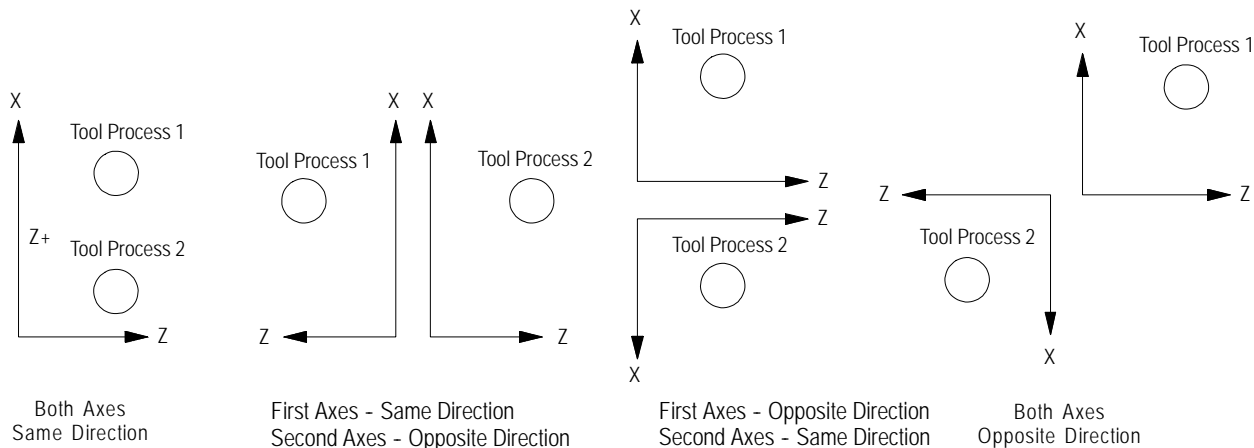 X
Tool Process 1
Z+
Tool Process 2
Z
Both Axes
Same Direction
X
X
Tool Process 1
Tool Process 2
Z
Z
First Axes - Same Direction
Second Axes - Opposite Direction
X
Tool Process 1
Z
Z
Tool Process 2
X
First Axes - Opposite Direction
Second Axes - Same Direction
X
Tool Process 1
Z
Z
Tool Process 2
X
Both Axes
Opposite Direction